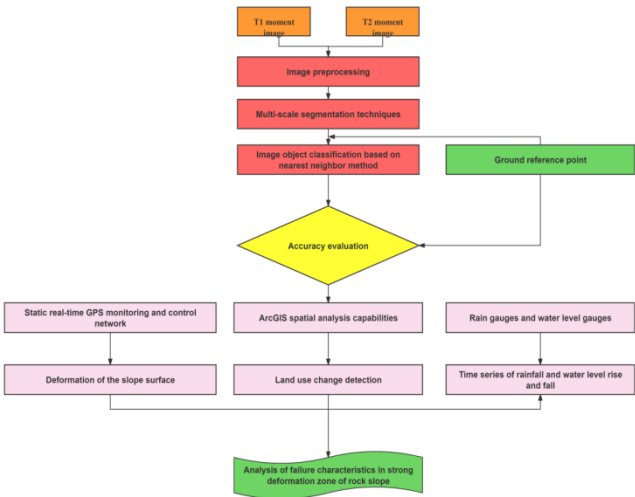 T1 moment
image
T2 moment
image
Image preprocessing
Multi-scale segmentation techniques
Image object classification based on
nearest neighbor method
Ground reference point
Accuracy evaluation
Static real-time GPS monitoring and control
network
ArcGIS spatial analysis capabilities
Rain gauges and water level gauges
Deformation of the slope surface
Land use change detection
Time series of rainfall and water level rise
and fall
Analysis of failure characteristics in strong
deformation zone of rock slope